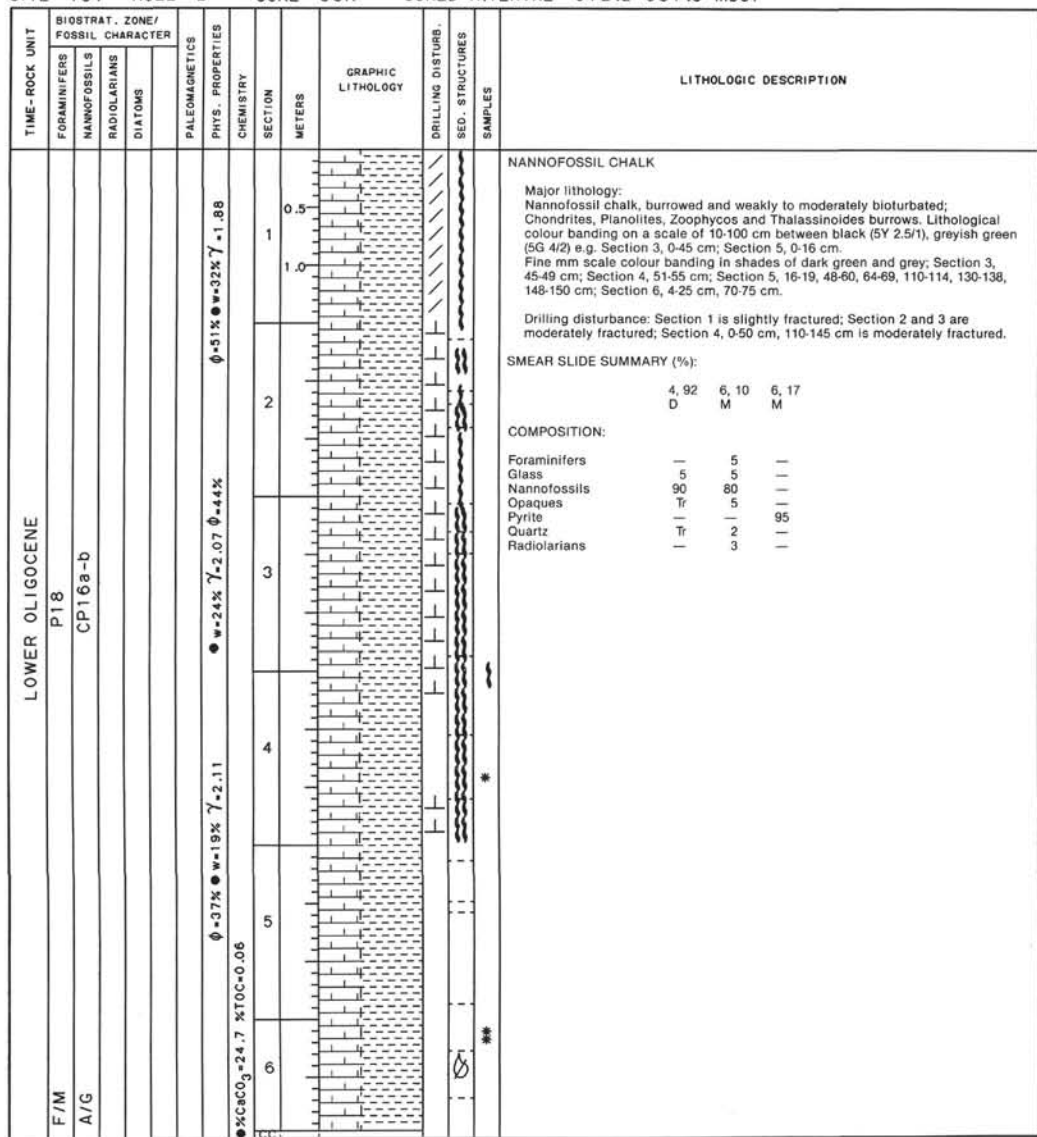 BIOSTRAT. ZONE/
FOSSIL CHARACTER
TIME-ROCK UNIT
FORAMINIFERS
NANNOFOSSILS
RADIOLARIANS
DIATOMS
PALEOMAGNETICS
PHYS. PROPERTIES
CHEMISTRY
SECTION
METERS
GRAPHIC
LITHOLOGY
DRILLING DISTURB.
SED. STRUCTURES
SAMPLES
LITHOLOGIC DESCRIPTION
LOWER OLIGOCENE
P18
F/M
CP16a-b
A/G
φ=51% ● w=32% γ=1.88
● w=24% γ=2.07 φ=44%
φ=37% ● w=19% γ=2.11
●%CaCO3=24.7 %TOC=0.06
1
2
3
4
5
6
0.5
1.0
*
**
NANNOFOSSIL CHALK
Major lithology:
Nannofossil chalk, burrowed and weakly to moderately bioturbated;
Chondrites, Planolites, Zoophycos and Thalassinoides burrows. Lithological
colour banding on a scale of 10-100 cm between black (5Y 2.5/1), greyish green
(5G 4/2) e.g. Section 3, 0-45 cm; Section 5, 0-16 cm.
Fine mm scale colour banding in shades of dark green and grey; Section 3,
45-49 cm; Section 4, 51-55 cm; Section 5, 16-19, 48-60, 64-69, 110-114, 130-138,
148-150 cm; Section 6, 4-25 cm, 70-75 cm.
Drilling disturbance: Section 1 is slightly fractured; Section 2 and 3 are
moderately fractured; Section 4, 0-50 cm, 110-145 cm is moderately fractured.
SMEAR SLIDE SUMMARY (%):
4, 92 6, 10 6, 17
D M M
COMPOSITION:
Foraminifers — 5 —
Glass 5 5 —
Nannofossils 90 80 —
Opaques Tr 5 —
Pyrite — — 95
Quartz Tr 2 —
Radiolarians — 3 —